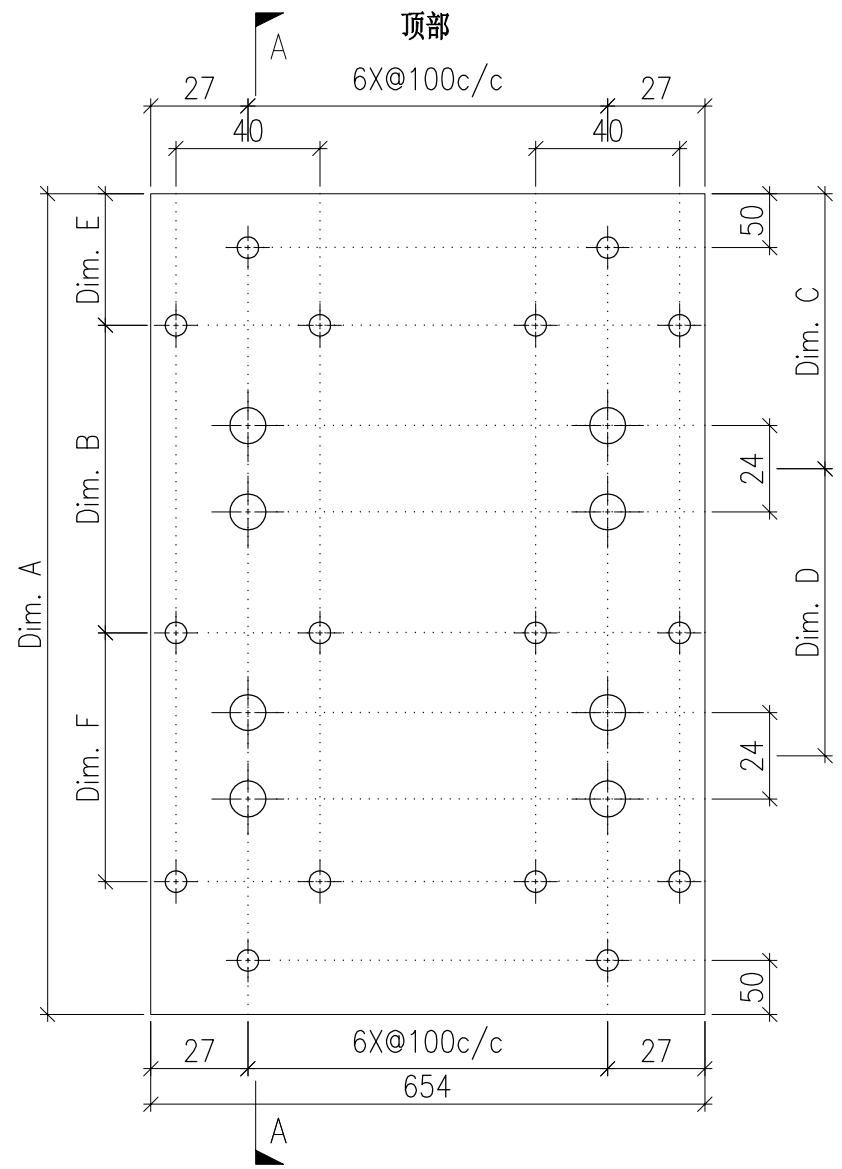 顶部
A
27
6X@100c/c
27
40
40
Dim. E
50
Dim. C
Dim. B
24
Dim. A
Dim. D
Dim. F
24
50
27
6X@100c/c
27
654
A